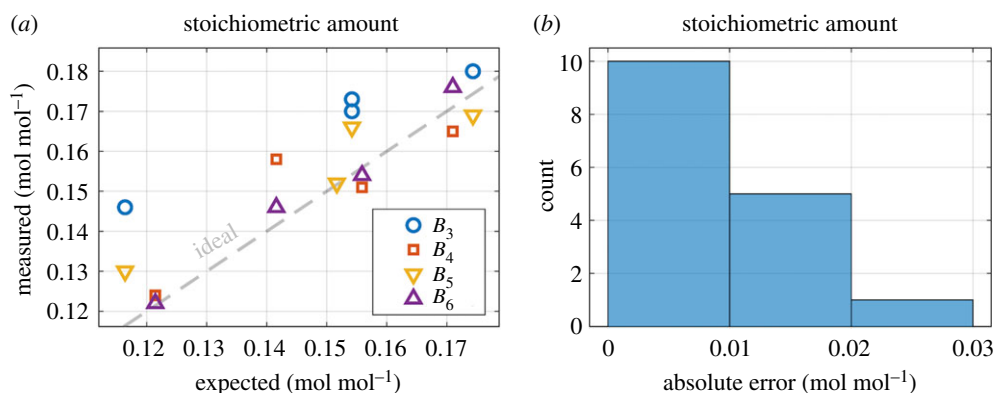 (a) stoichiometric amount
measured (mol mol⁻¹)
0.18
0.17
0.16
0.15
0.14
0.13
0.12
ideal
B₃
B₄
B₅
B₆
0.12 0.13 0.14 0.15 0.16 0.17
expected (mol mol⁻¹)
(b) stoichiometric amount
count
10
8
6
4
2
0
0 0.01 0.02 0.03
absolute error (mol mol⁻¹)